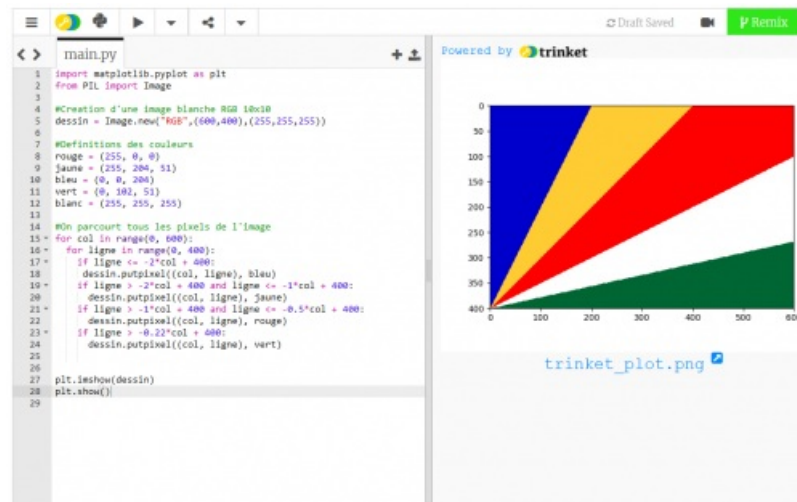 Draft Saved
Remix
main.py
1 import matplotlib.pyplot as plt
2 from PIL import Image
3
4 #Creation d'une image blanche RGB 10x10
5 dessin = Image.new("RGB",(600,400),(255,255,255))
6
7 #Definitions des couleurs
8 rouge = (255, 0, 0)
9 jaune = (255, 204, 51)
10 bleu = (0, 0, 204)
11 vert = (0, 102, 51)
12 blanc = (255, 255, 255)
13
14 #On parcourt tous les pixels de l'image
15 for col in range(0, 600):
16 for ligne in range(0, 400):
17 if ligne <= -2*col + 400:
18 dessin.putpixel((col, ligne), bleu)
19 if ligne > -2*col + 400 and ligne <= -1*col + 400:
20 dessin.putpixel((col, ligne), jaune)
21 if ligne > -1*col + 400 and ligne <= -0.5*col + 400:
22 dessin.putpixel((col, ligne), rouge)
23 if ligne > -0.22*col + 400:
24 dessin.putpixel((col, ligne), vert)
25
26
27 plt.imshow(dessin)
28 plt.show()
29
Powered by trinket
0
50
100
150
200
250
300
350
400
0 100 200 300 400 500
trinket_plot.png